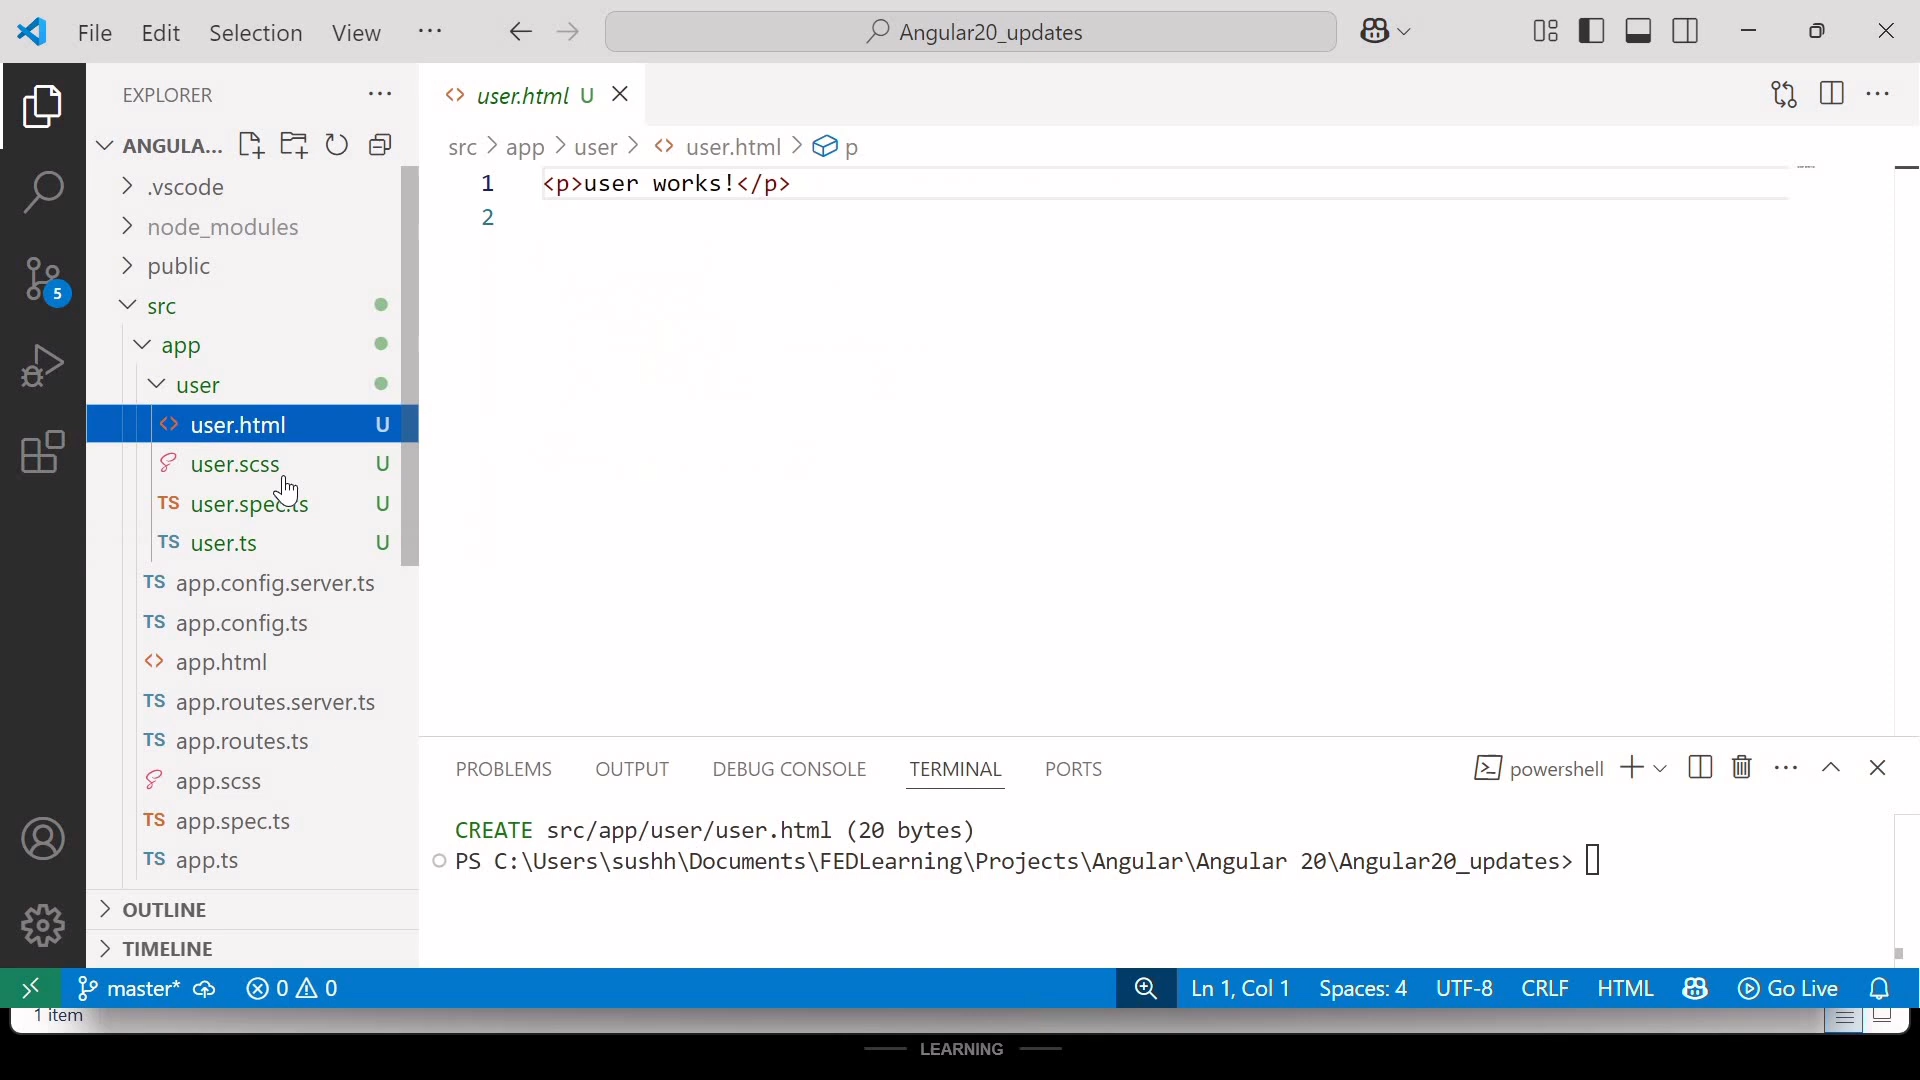 File Edit Selection View ··· Angular20_updates
EXPLORER ···
user.html U
ANGULA...
src > app > user > user.html > p
.vscode
node_modules
public
src
app
user
user.html U
user.scss U
TS user.spec.ts U
TS user.ts U
TS app.config.server.ts
TS app.config.ts
app.html
TS app.routes.server.ts
TS app.routes.ts
app.scss
TS app.spec.ts
TS app.ts
OUTLINE
TIMELINE
5
1 <p>user works!</p>
2
PROBLEMS OUTPUT DEBUG CONSOLE TERMINAL PORTS powershell
CREATE src/app/user/user.html (20 bytes)
PS C:\Users\sushh\Documents\FEDLearning\Projects\Angular\Angular 20\Angular20_updates>
master* 0 0 Ln 1, Col 1 Spaces: 4 UTF-8 CRLF HTML Go Live
1 item
LEARNING